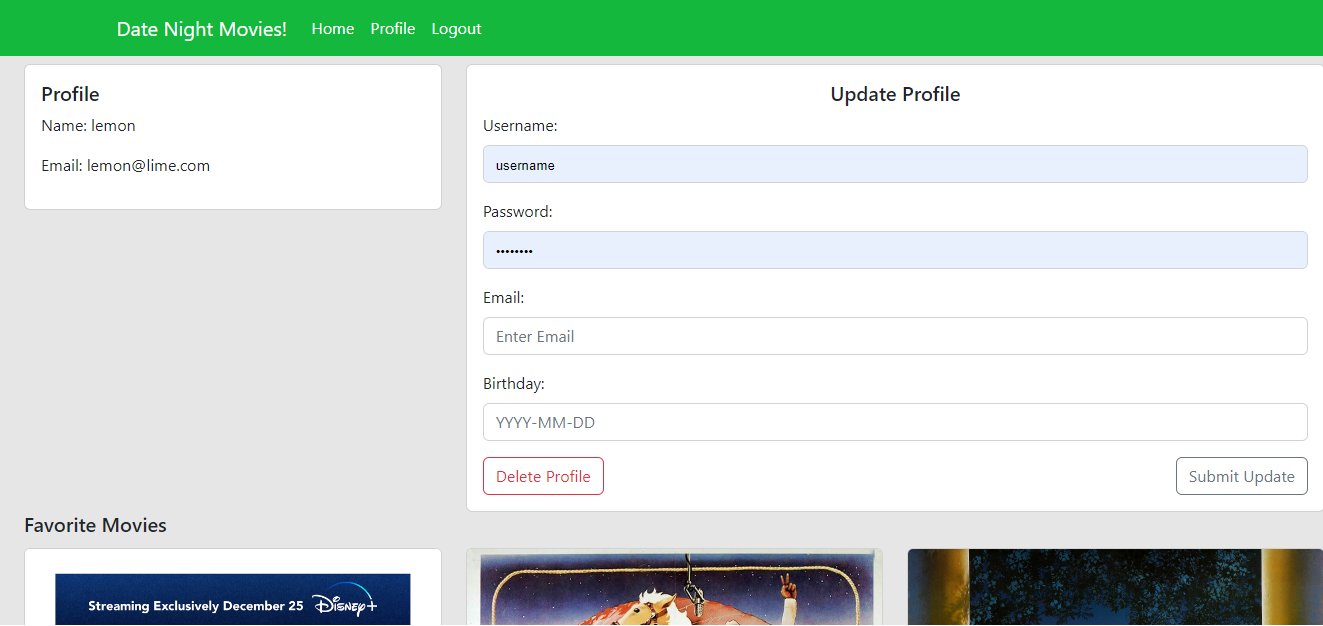 Date Night Movies! Home Profile Logout
Profile
Name: lemon
Email: lemon@lime.com
Update Profile
Username:
username
Password:
••••••••
Email:
Enter Email
Birthday:
YYYY-MM-DD
Delete Profile Submit Update
Favorite Movies
Streaming Exclusively December 25 Disney+